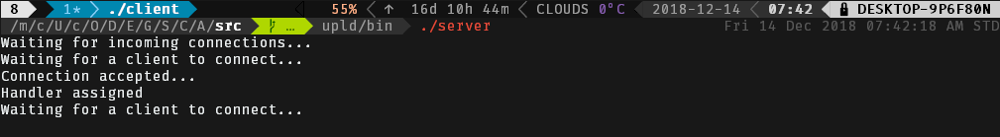 8 1* ./client 55% ↑ 16d 10h 44m CLOUDS 0°C 2018-12-14 07:42 DESKTOP-9P6F80N
/m/c/U/c/O/D/E/G/S/C/A/src … upld/bin ./server Fri 14 Dec 2018 07:42:18 AM STD
Waiting for incoming connections...
Waiting for a client to connect...
Connection accepted...
Handler assigned
Waiting for a client to connect...